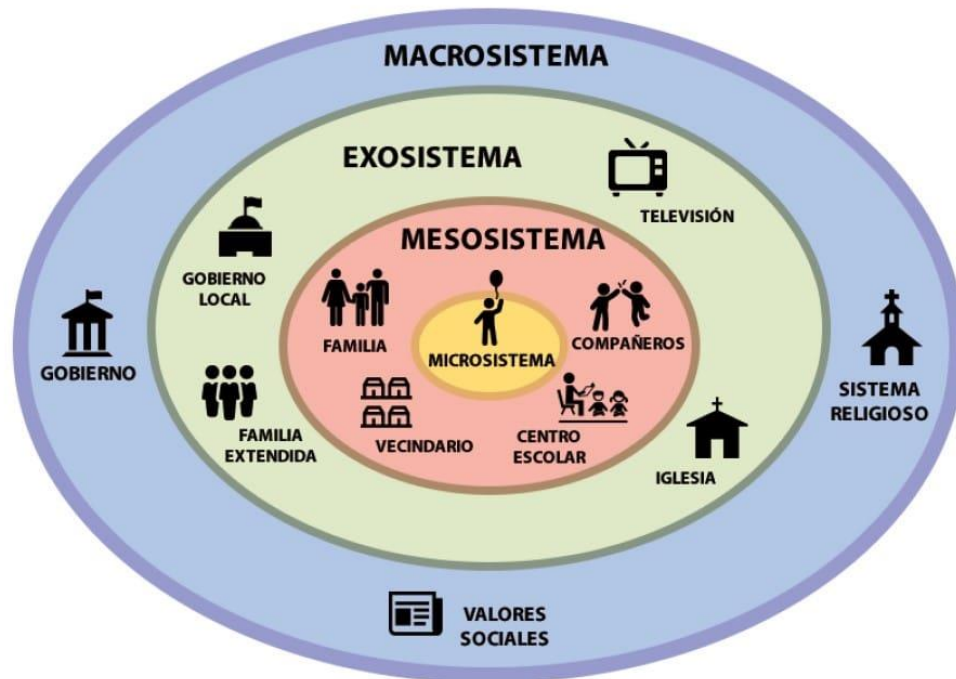 MACROSISTEMA
EXOSISTEMA
TELEVISIÓN
MESOSISTEMA
GOBIERNO
LOCAL
FAMILIA
MICROSISTEMA
COMPAÑEROS
GOBIERNO
SISTEMA
RELIGIOSO
FAMILIA
EXTENDIDA
VECINDARIO
CENTRO
ESCOLAR
IGLESIA
VALORES
SOCIALES